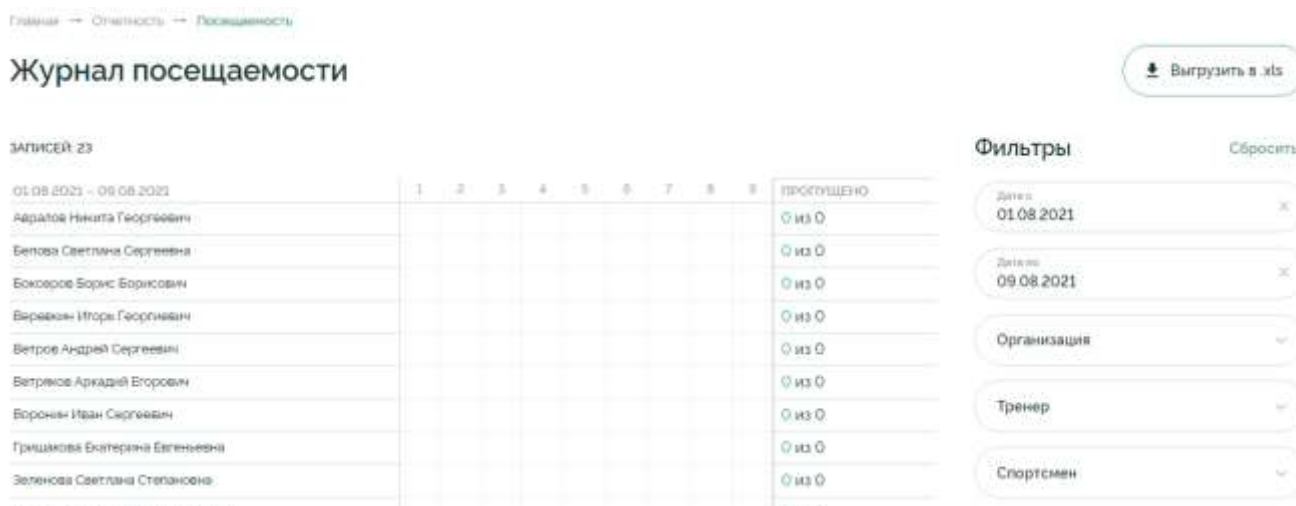 Главная → Отчетность → Посещаемость
Журнал посещаемости
Выгрузить в .xls
ЗАПИСЕЙ: 23
01.08.2021 – 09.08.2021 1 2 3 4 5 6 7 8 9 ПРОПУЩЕНО
Авралов Никита Георгиевич 0 из 0
Белова Светлана Сергеевна 0 из 0
Боксеров Борис Борисович 0 из 0
Веревкин Игорь Георгиевич 0 из 0
Ветров Андрей Сергеевич 0 из 0
Ветряков Аркадий Егорович 0 из 0
Воронин Иван Сергеевич 0 из 0
Гришакова Екатерина Евгеньевна 0 из 0
Зеленова Светлана Степановна 0 из 0
Фильтры Сбросить
Дата с
01.08.2021
Дата по
09.08.2021
Организация
Тренер
Спортсмен